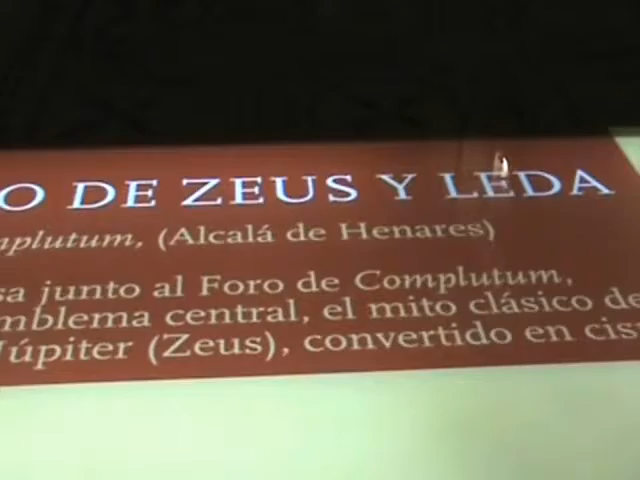 O DE ZEUS Y LEDA
mplutum, (Alcalá de Henares)
sa junto al Foro de Complutum,
mblema central, el mito clásico de
Júpiter (Zeus), convertido en cis